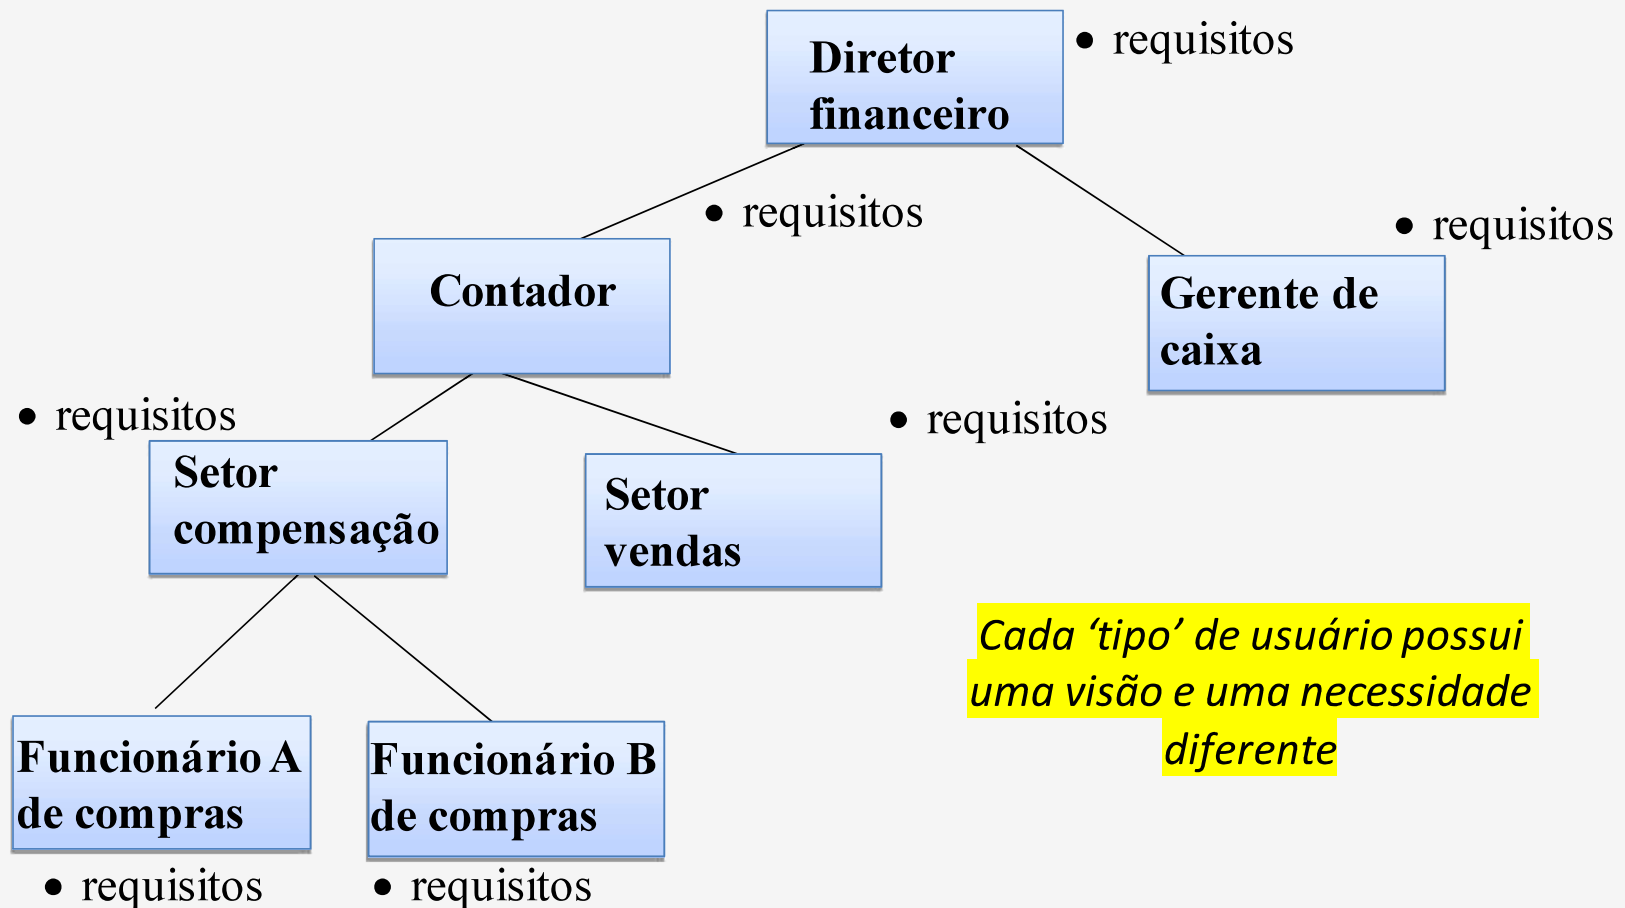 Diretor
financeiro
• requisitos
• requisitos
• requisitos
Contador
Gerente de
caixa
• requisitos
• requisitos
Setor
compensação
Setor
vendas
Cada ‘tipo’ de usuário possui
uma visão e uma necessidade
diferente
Funcionário A
de compras
Funcionário B
de compras
• requisitos
• requisitos